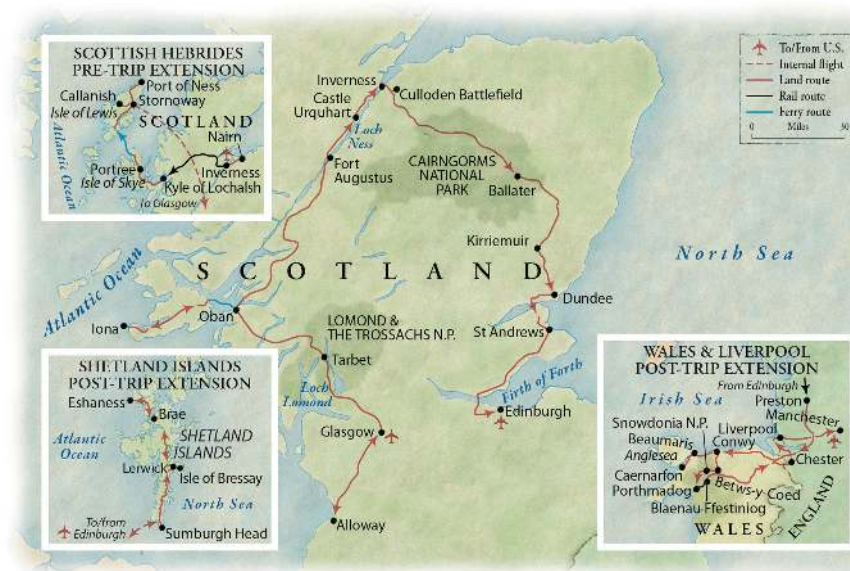 SCOTTISH HEBRIDES
PRE-TRIP EXTENSION
Port of Ness
Callanish
Stornoway
Isle of Lewis
SCOTLAND
Nairn
Atlantic Ocean
Portree
Inverness
Isle of Skye
Kyle of Lochalsh
To Glasgow
To/From U.S.
Internal flight
Land route
Rail route
Ferry route
0 Miles 30
Inverness
Culloden Battlefield
Castle
Urquhart
Loch
Ness
Fort
Augustus
CAIRNGORMS
NATIONAL
PARK
Ballater
Kirriemuir
North Sea
SCOTLAND
Dundee
Atlantic Ocean
Iona
Oban
LOMOND &
THE TROSSACHS N.P.
St Andrews
Tarbet
Loch
Lomond
Firth of Forth
Edinburgh
Glasgow
Alloway
SHETLAND ISLANDS
POST-TRIP EXTENSION
Eshaness
Brae
Atlantic
Ocean
SHETLAND
ISLANDS
Lerwick
Isle of Bressay
North Sea
To/from
Edinburgh
Sumburgh Head
WALES & LIVERPOOL
POST-TRIP EXTENSION
From Edinburgh
Irish Sea
Preston
Manchester
Snowdonia N.P.
Liverpool
Beaumaris
Conwy
Anglesea
Chester
Caernarfon
Betws-y Coed
Porthmadog
Blaenau Ffestiniog
WALES
ENGLAND